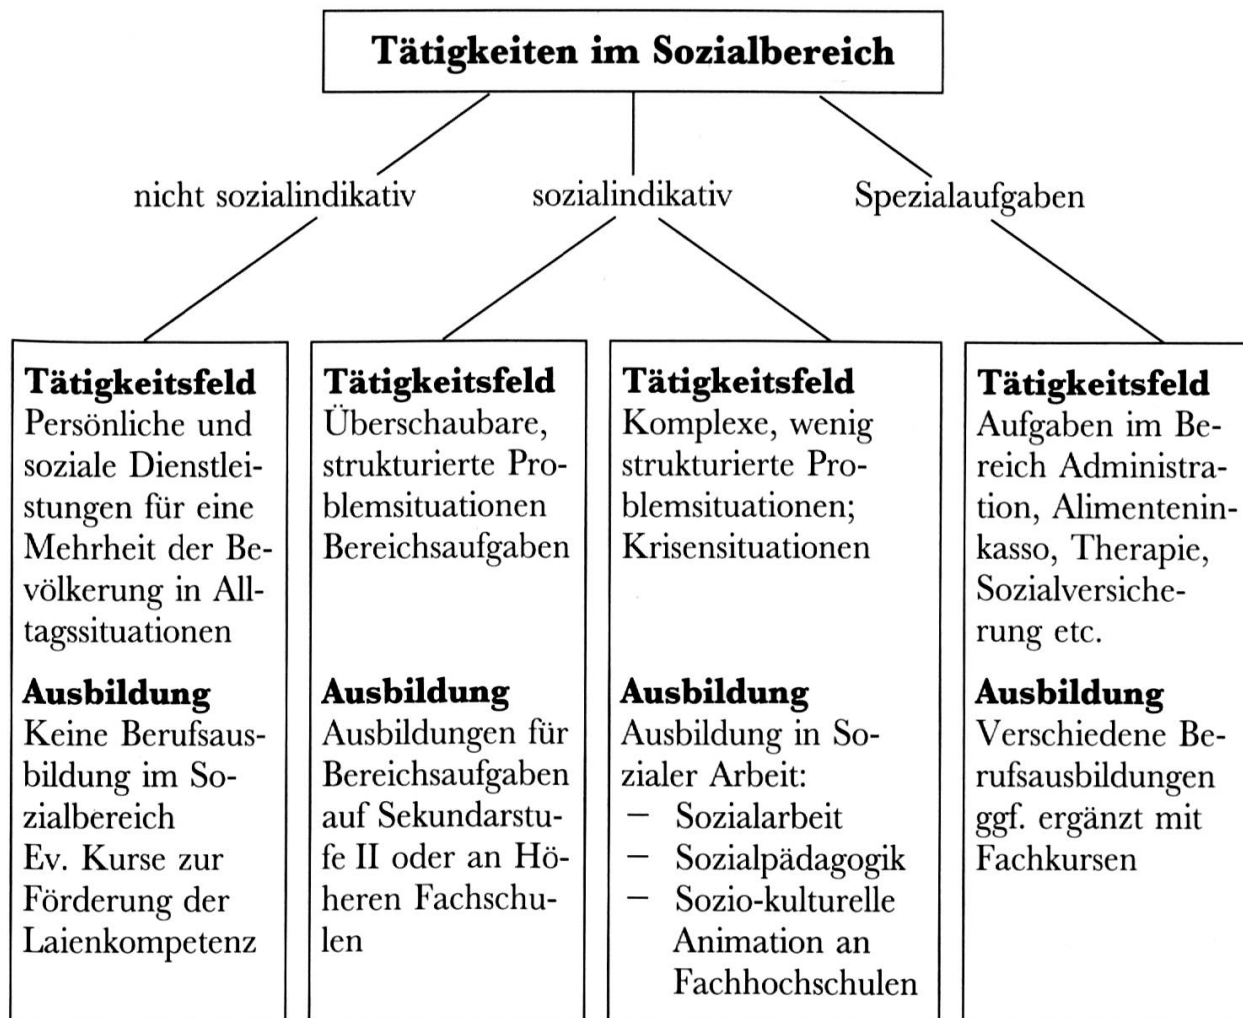 Tätigkeiten im Sozialbereich
nicht sozialindikativ
sozialindikativ
Spezialaufgaben
Tätigkeitsfeld
Persönliche und
soziale Dienstlei-
stungen für eine
Mehrheit der Be-
völkerung in All-
tagssituationen
Ausbildung
Keine Berufsaus-
bildung im So-
zialbereich
Ev. Kurse zur
Förderung der
Laienkompetenz
Tätigkeitsfeld
Überschaubare,
strukturierte Pro-
blemsituationen
Bereichsaufgaben
Ausbildung
Ausbildungen für
Bereichsaufgaben
auf Sekundarstu-
fe II oder an Hö-
heren Fachschu-
len
Tätigkeitsfeld
Komplexe, wenig
strukturierte Pro-
blemsituationen;
Krisensituationen
Ausbildung
Ausbildung in So-
zialer Arbeit:
– Sozialarbeit
– Sozialpädagogik
– Sozio-kulturelle
Animation an
Fachhochschulen
Tätigkeitsfeld
Aufgaben im Be-
reich Administra-
tion, Alimentenin-
kasso, Therapie,
Sozialversiche-
rung etc.
Ausbildung
Verschiedene Be-
rufsausbildungen
ggf. ergänzt mit
Fachkursen